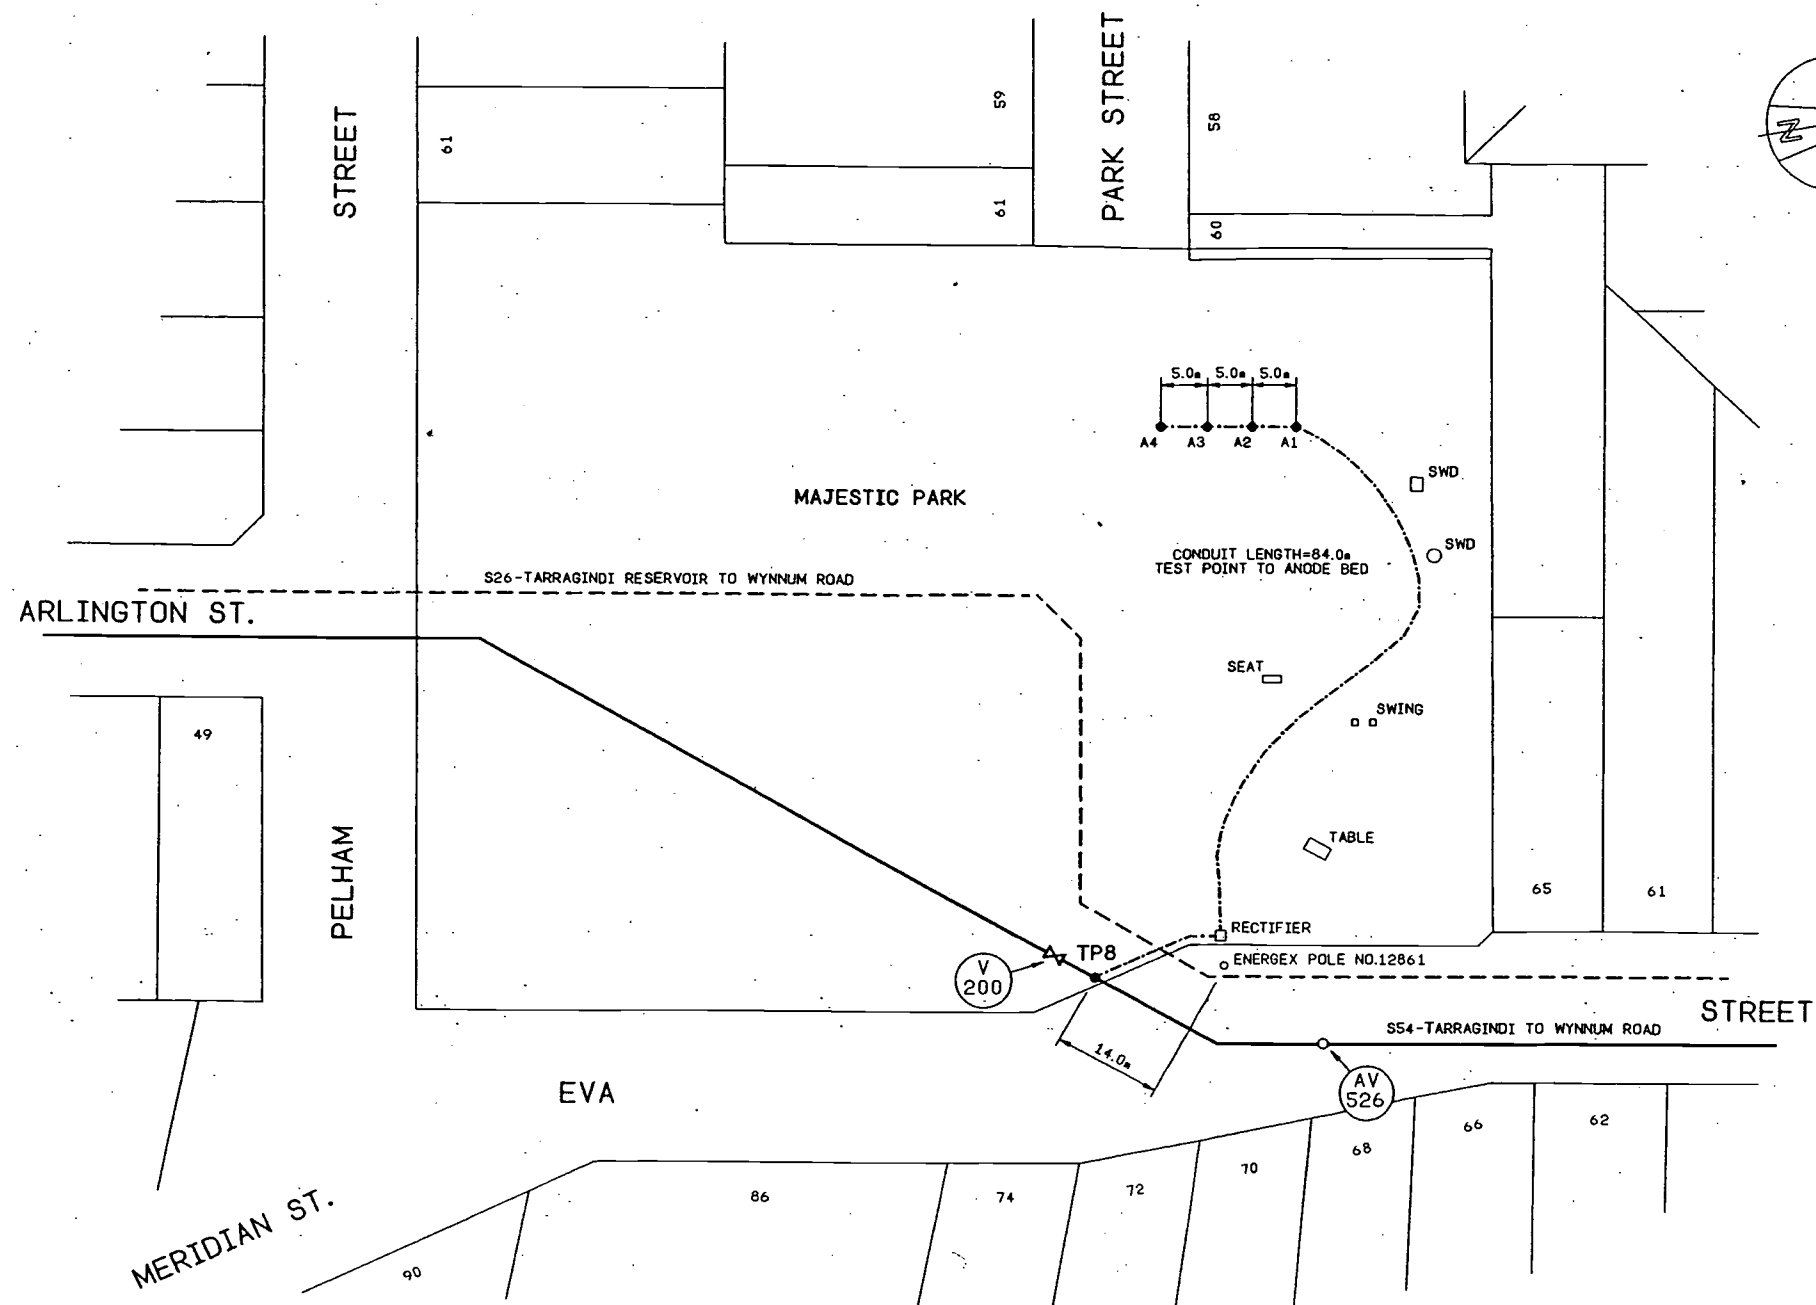 STREET
61
59
61
PARK STREET
58
60
N
5.0m
5.0m
5.0m
A4
A3
A2
A1
SWD
SWD
MAJESTIC PARK
CONDUIT LENGTH=84.0m
TEST POINT TO ANODE BED
S26-TARRAGINDI RESERVOIR TO WYNNUM ROAD
ARLINGTON ST.
SEAT
SWING
49
PELHAM
TABLE
65
61
RECTIFIER
TP8
ENERGEX POLE NO.12861
V
200
STREET
S54-TARRAGINDI TO WYNNUM ROAD
14.0m
EVA
AV
526
62
66
68
70
72
74
86
90
MERIDIAN ST.